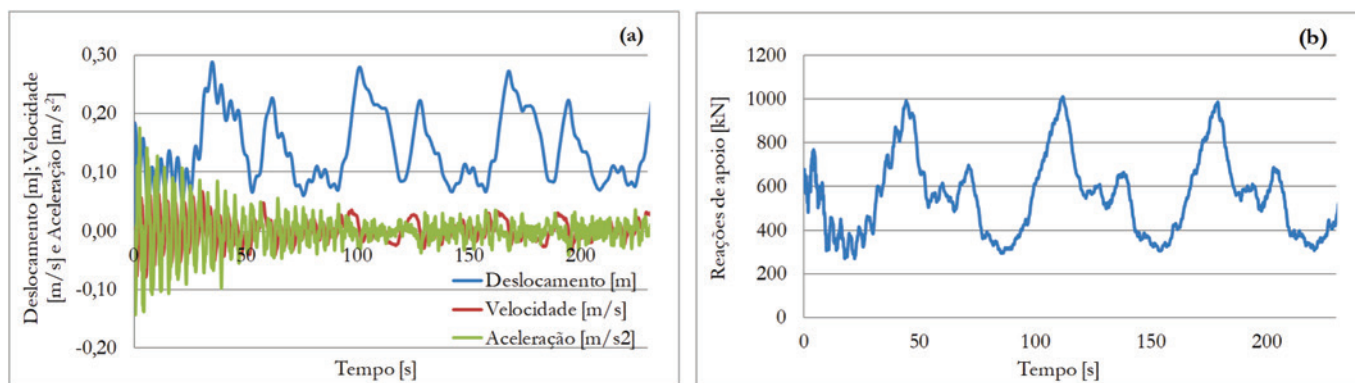 (a)
Deslocamento [m]; Velocidade
[m/s] e Aceleração [m/s²]
0,30
0,20
0,10
0,00
-0,10
-0,20
0
50
100
150
200
Deslocamento [m]
Velocidade [m/s]
Aceleração [m/s2]
Tempo [s]
(b)
Reações de apoio [kN]
1200
1000
800
600
400
200
0
0
50
100
150
200
Tempo [s]